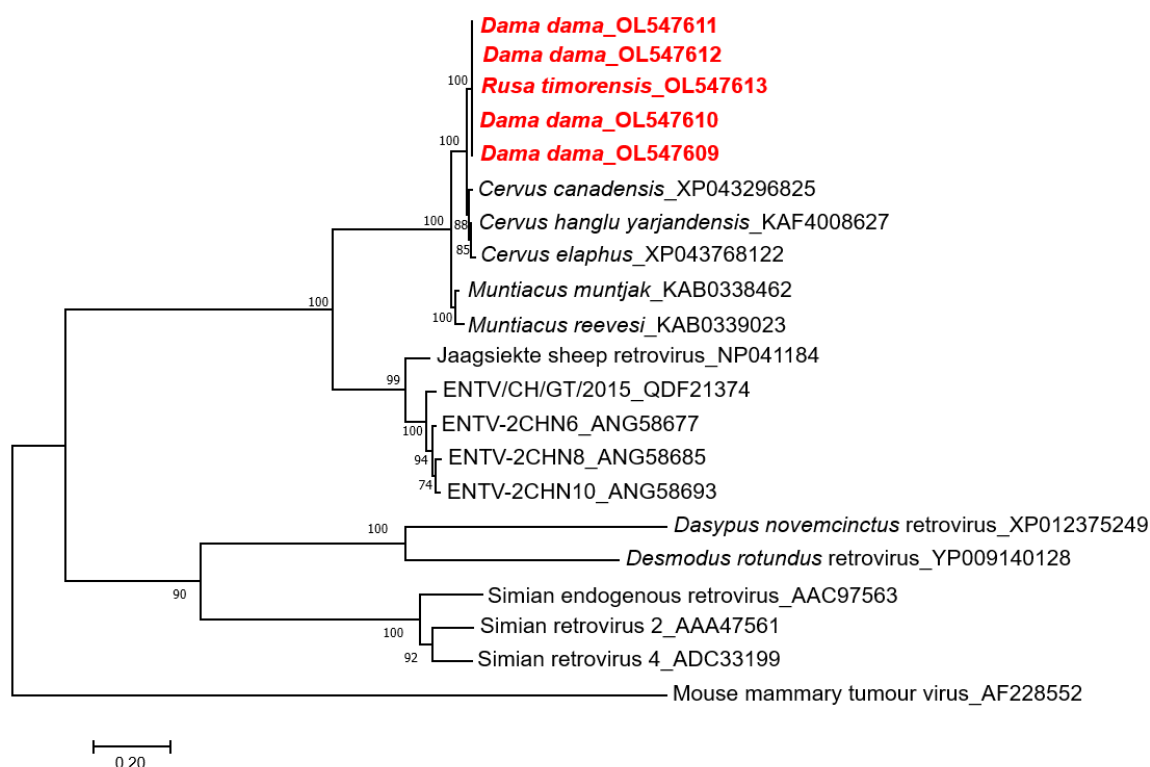 Dama dama_OL547611
Dama dama_OL547612
Rusa timorensis_OL547613
Dama dama_OL547610
Dama dama_OL547609
Cervus canadensis_XP043296825
Cervus hanglu yarjandensis_KAF4008627
Cervus elaphus_XP043768122
Muntiacus muntjak_KAB0338462
Muntiacus reevesi_KAB0339023
Jaagsiekte sheep retrovirus_NP041184
ENTV/CH/GT/2015_QDF21374
ENTV-2CHN6_ANG58677
ENTV-2CHN8_ANG58685
ENTV-2CHN10_ANG58693
Dasypus novemcinctus retrovirus_XP012375249
Desmodus rotundus retrovirus_YP009140128
Simian endogenous retrovirus_AAC97563
Simian retrovirus 2_AAA47561
Simian retrovirus 4_ADC33199
Mouse mammary tumour virus_AF228552
100
100
100
88
85
100
100
99
100
94
74
100
90
100
92
0.20